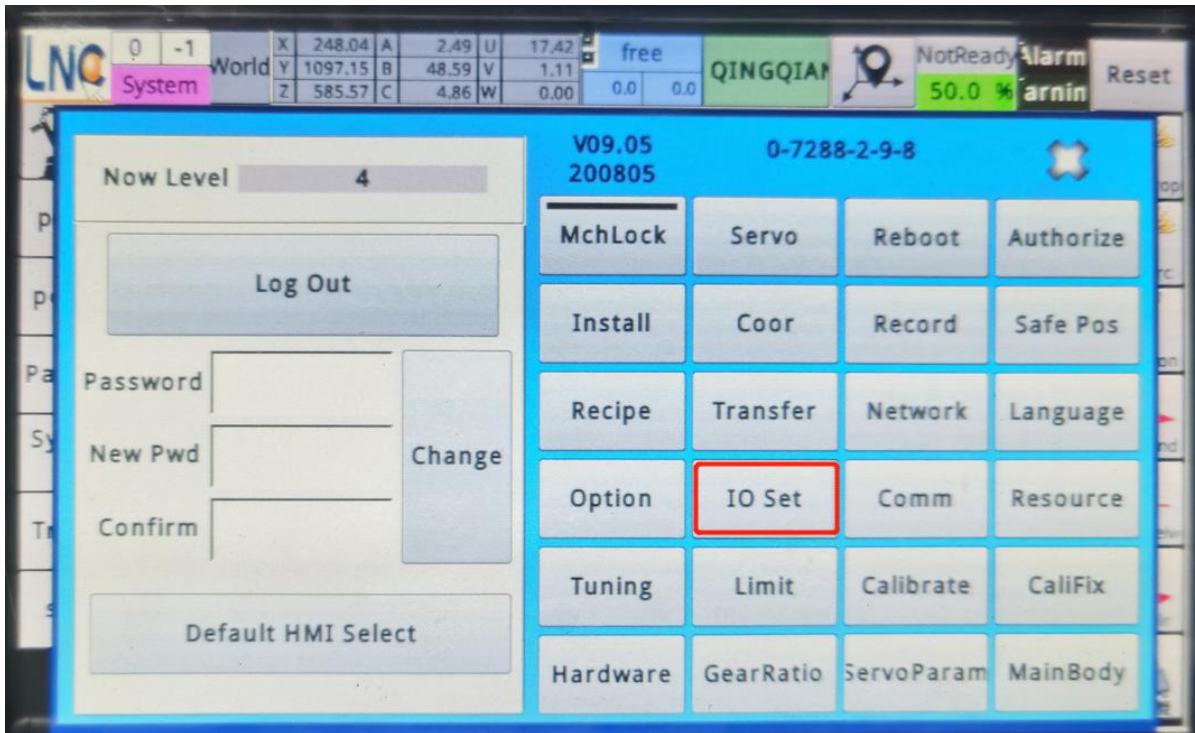 LNC
0 -1
System
World
X 248.04 A 2.49 U 17.42
Y 1097.15 B 48.59 V 1.11
Z 585.57 C 4.86 W 0.00
free
0.0 0.0
QINGQIAN
NotReady
50.0 %
Alarm
arnin
Reset
Now Level 4
Log Out
Password
New Pwd
Confirm
Change
Default HMI Select
V09.05
200805
0-7288-2-9-8
MchLock Servo Reboot Authorize
Install Coor Record Safe Pos
Recipe Transfer Network Language
Option IO Set Comm Resource
Tuning Limit Calibrate CaliFix
Hardware GearRatio ServoParam MainBody